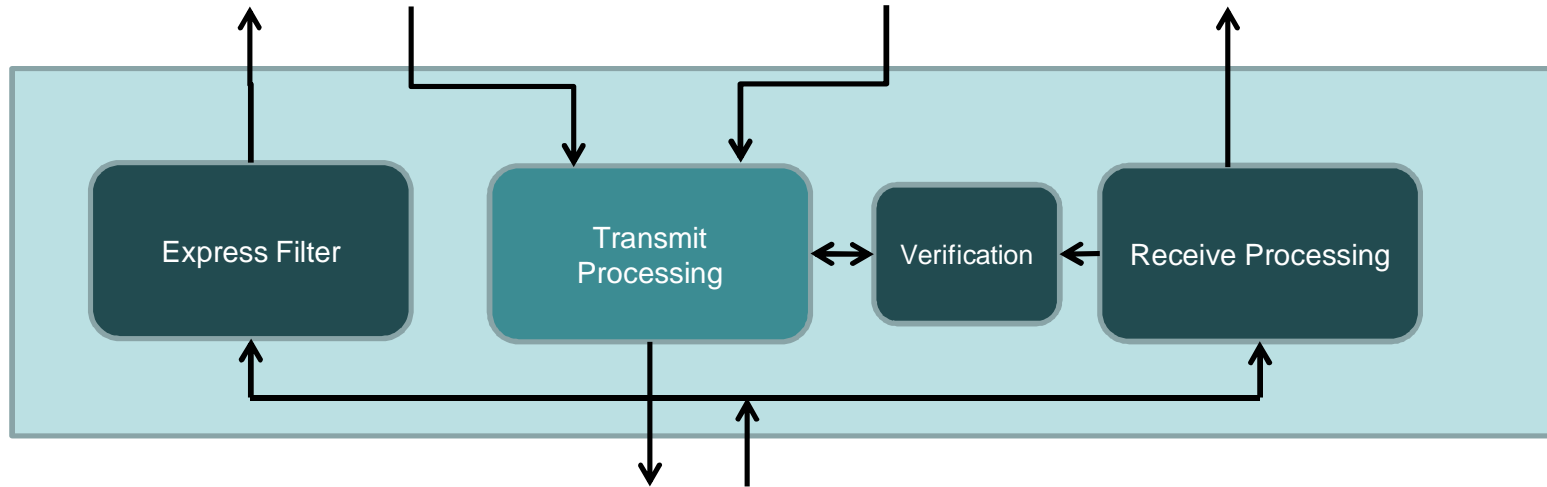 Express Filter
Transmit
Processing
Verification
Receive Processing